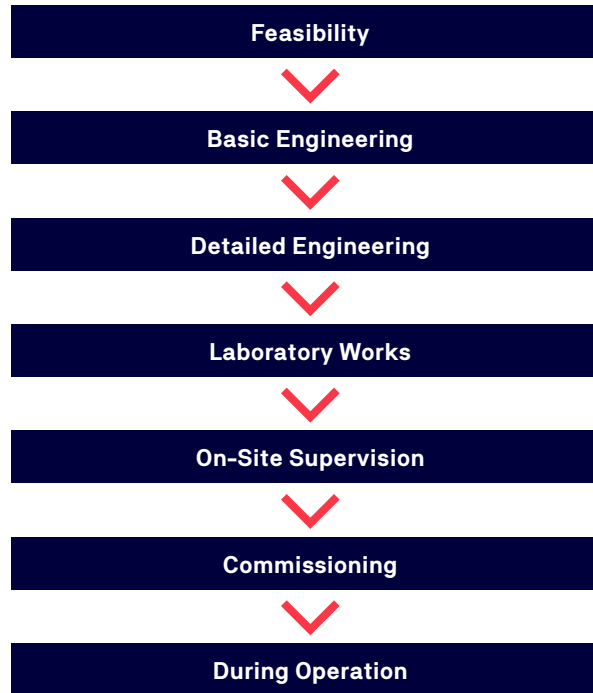 Feasibility
Basic Engineering
Detailed Engineering
Laboratory Works
On-Site Supervision
Commissioning
During Operation